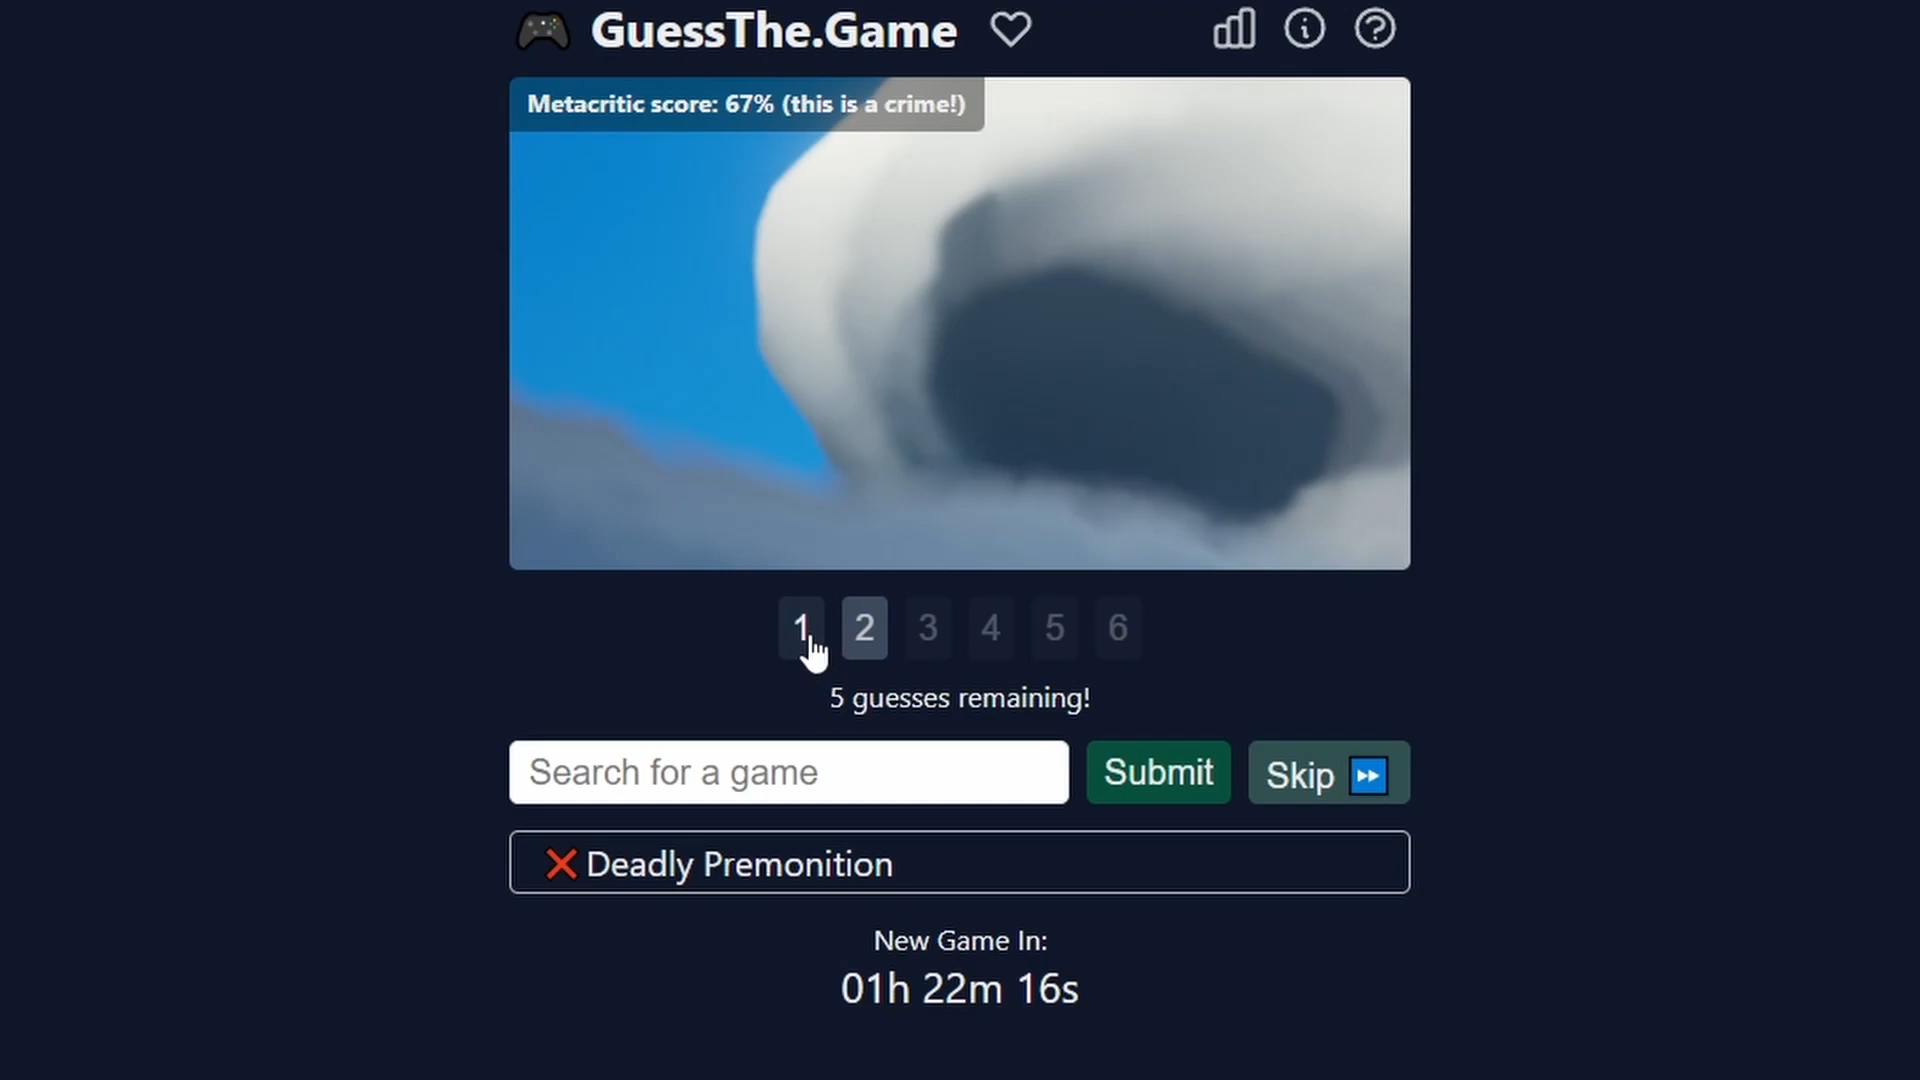 GuessThe.Game
Metacritic score: 67% (this is a crime!)
1 2 3 4 5 6
5 guesses remaining!
Search for a game
Submit
Skip
Deadly Premonition
New Game In:
01h 22m 16s